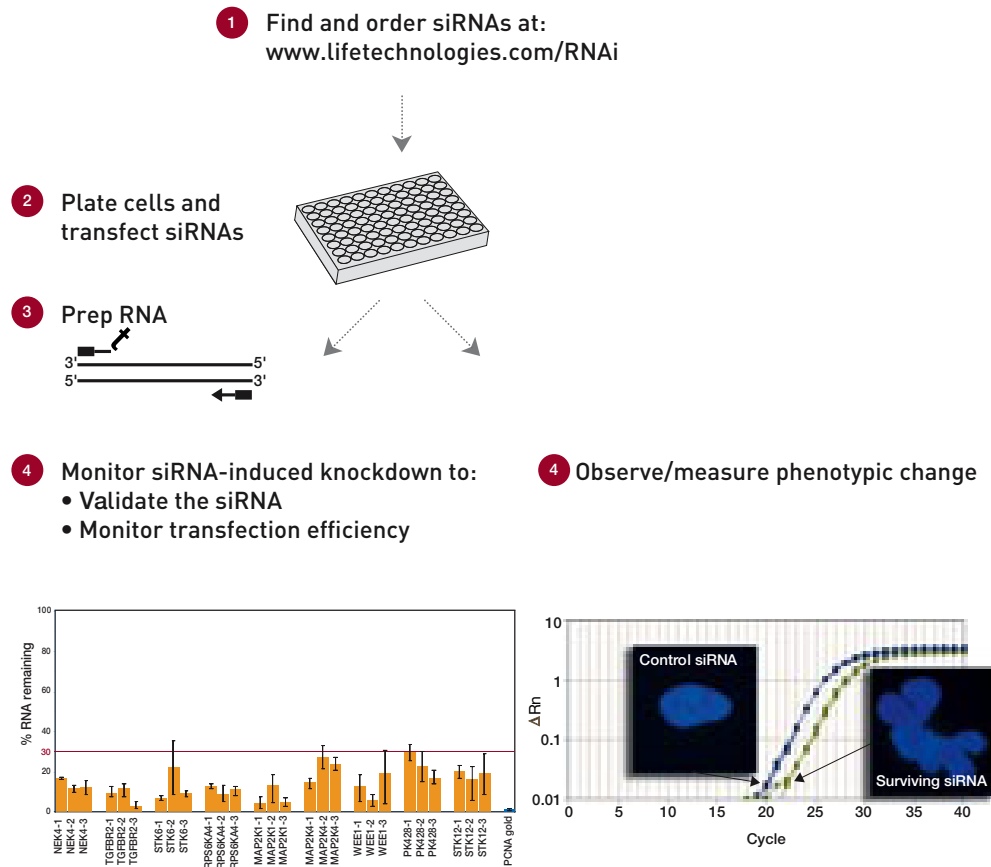 1 Find and order siRNAs at:
www.lifetechnologies.com/RNAi
2 Plate cells and
transfect siRNAs
3 Prep RNA
3' 5'
5' 3'
4 Monitor siRNA-induced knockdown to:
• Validate the siRNA
• Monitor transfection efficiency
4 Observe/measure phenotypic change
% RNA remaining
100
80
60
40
30
20
0
NEK4-1
NEK4-2
NEK4-3
TGFBR2-1
TGFBR2-2
TGFBR2-3
STK6-1
STK6-2
STK6-3
RPS6KA4-1
RPS6KA4-2
RPS6KA4-3
MAP2K1-1
MAP2K1-2
MAP2K1-3
MAP2K4-1
MAP2K4-2
MAP2K4-3
WEE1-1
WEE1-2
WEE1-3
PK428-1
PK428-2
PK428-3
STK12-1
STK12-2
STK12-3
PCNA gold
ΔRn
10
1
0.1
0.01
Control siRNA
Surviving siRNA
0 5 10 15 20 25 30 35 40
Cycle